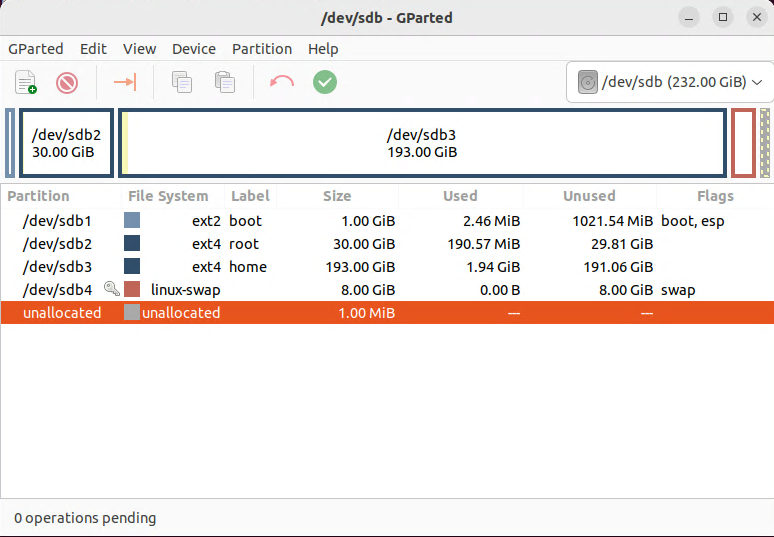 /dev/sdb - GParted
GParted Edit View Device Partition Help
/dev/sdb (232.00 GiB)
/dev/sdb2
30.00 GiB
/dev/sdb3
193.00 GiB
Partition File System Label Size Used Unused Flags
/dev/sdb1 ext2 boot 1.00 GiB 2.46 MiB 1021.54 MiB boot, esp
/dev/sdb2 ext4 root 30.00 GiB 190.57 MiB 29.81 GiB
/dev/sdb3 ext4 home 193.00 GiB 1.94 GiB 191.06 GiB
/dev/sdb4 linux-swap 8.00 GiB 0.00 B 8.00 GiB swap
unallocated unallocated 1.00 MiB --- ---
0 operations pending